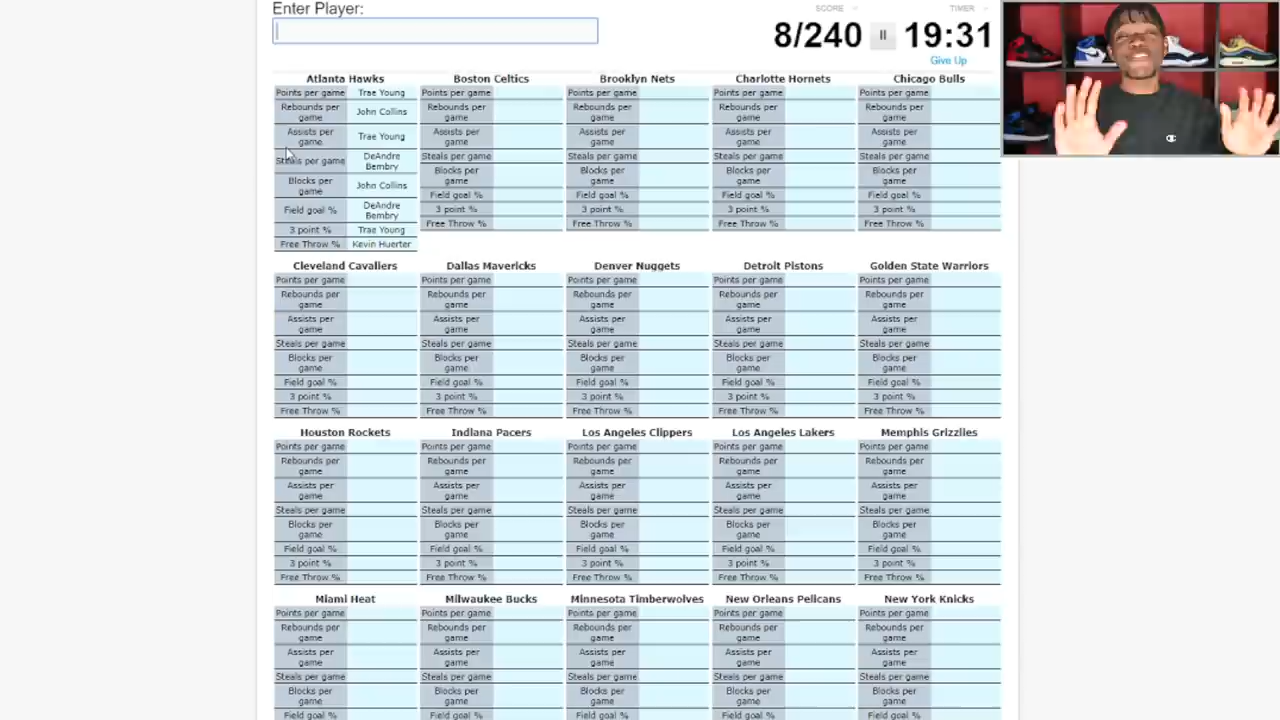 Enter Player:
SCORE
TIMER
8/240
19:31
Give Up
Atlanta Hawks
Points per game Trae Young
Rebounds per
game
John Collins
Assists per
game
Trae Young
Steals per game
DeAndre
Bembry
Blocks per
game
John Collins
Field goal %
DeAndre
Bembry
3 point % Trae Young
Free Throw % Kevin Huerter
Boston Celtics
Points per game
Rebounds per
game
Assists per
game
Steals per game
Blocks per
game
Field goal %
3 point %
Free Throw %
Brooklyn Nets
Points per game
Rebounds per
game
Assists per
game
Steals per game
Blocks per
game
Field goal %
3 point %
Free Throw %
Charlotte Hornets
Points per game
Rebounds per
game
Assists per
game
Steals per game
Blocks per
game
Field goal %
3 point %
Free Throw %
Chicago Bulls
Points per game
Rebounds per
game
Assists per
game
Steals per game
Blocks per
game
Field goal %
3 point %
Free Throw %
Cleveland Cavaliers
Points per game
Rebounds per
game
Assists per
game
Steals per game
Blocks per
game
Field goal %
3 point %
Free Throw %
Dallas Mavericks
Points per game
Rebounds per
game
Assists per
game
Steals per game
Blocks per
game
Field goal %
3 point %
Free Throw %
Denver Nuggets
Points per game
Rebounds per
game
Assists per
game
Steals per game
Blocks per
game
Field goal %
3 point %
Free Throw %
Detroit Pistons
Points per game
Rebounds per
game
Assists per
game
Steals per game
Blocks per
game
Field goal %
3 point %
Free Throw %
Golden State Warriors
Points per game
Rebounds per
game
Assists per
game
Steals per game
Blocks per
game
Field goal %
3 point %
Free Throw %
Houston Rockets
Points per game
Rebounds per
game
Assists per
game
Steals per game
Blocks per
game
Field goal %
3 point %
Free Throw %
Indiana Pacers
Points per game
Rebounds per
game
Assists per
game
Steals per game
Blocks per
game
Field goal %
3 point %
Free Throw %
Los Angeles Clippers
Points per game
Rebounds per
game
Assists per
game
Steals per game
Blocks per
game
Field goal %
3 point %
Free Throw %
Los Angeles Lakers
Points per game
Rebounds per
game
Assists per
game
Steals per game
Blocks per
game
Field goal %
3 point %
Free Throw %
Memphis Grizzlies
Points per game
Rebounds per
game
Assists per
game
Steals per game
Blocks per
game
Field goal %
3 point %
Free Throw %
Miami Heat
Points per game
Rebounds per
game
Assists per
game
Steals per game
Blocks per
game
Field goal %
Milwaukee Bucks
Points per game
Rebounds per
game
Assists per
game
Steals per game
Blocks per
game
Field goal %
Minnesota Timberwolves
Points per game
Rebounds per
game
Assists per
game
Steals per game
Blocks per
game
Field goal %
New Orleans Pelicans
Points per game
Rebounds per
game
Assists per
game
Steals per game
Blocks per
game
Field goal %
New York Knicks
Points per game
Rebounds per
game
Assists per
game
Steals per game
Blocks per
game
Field goal %